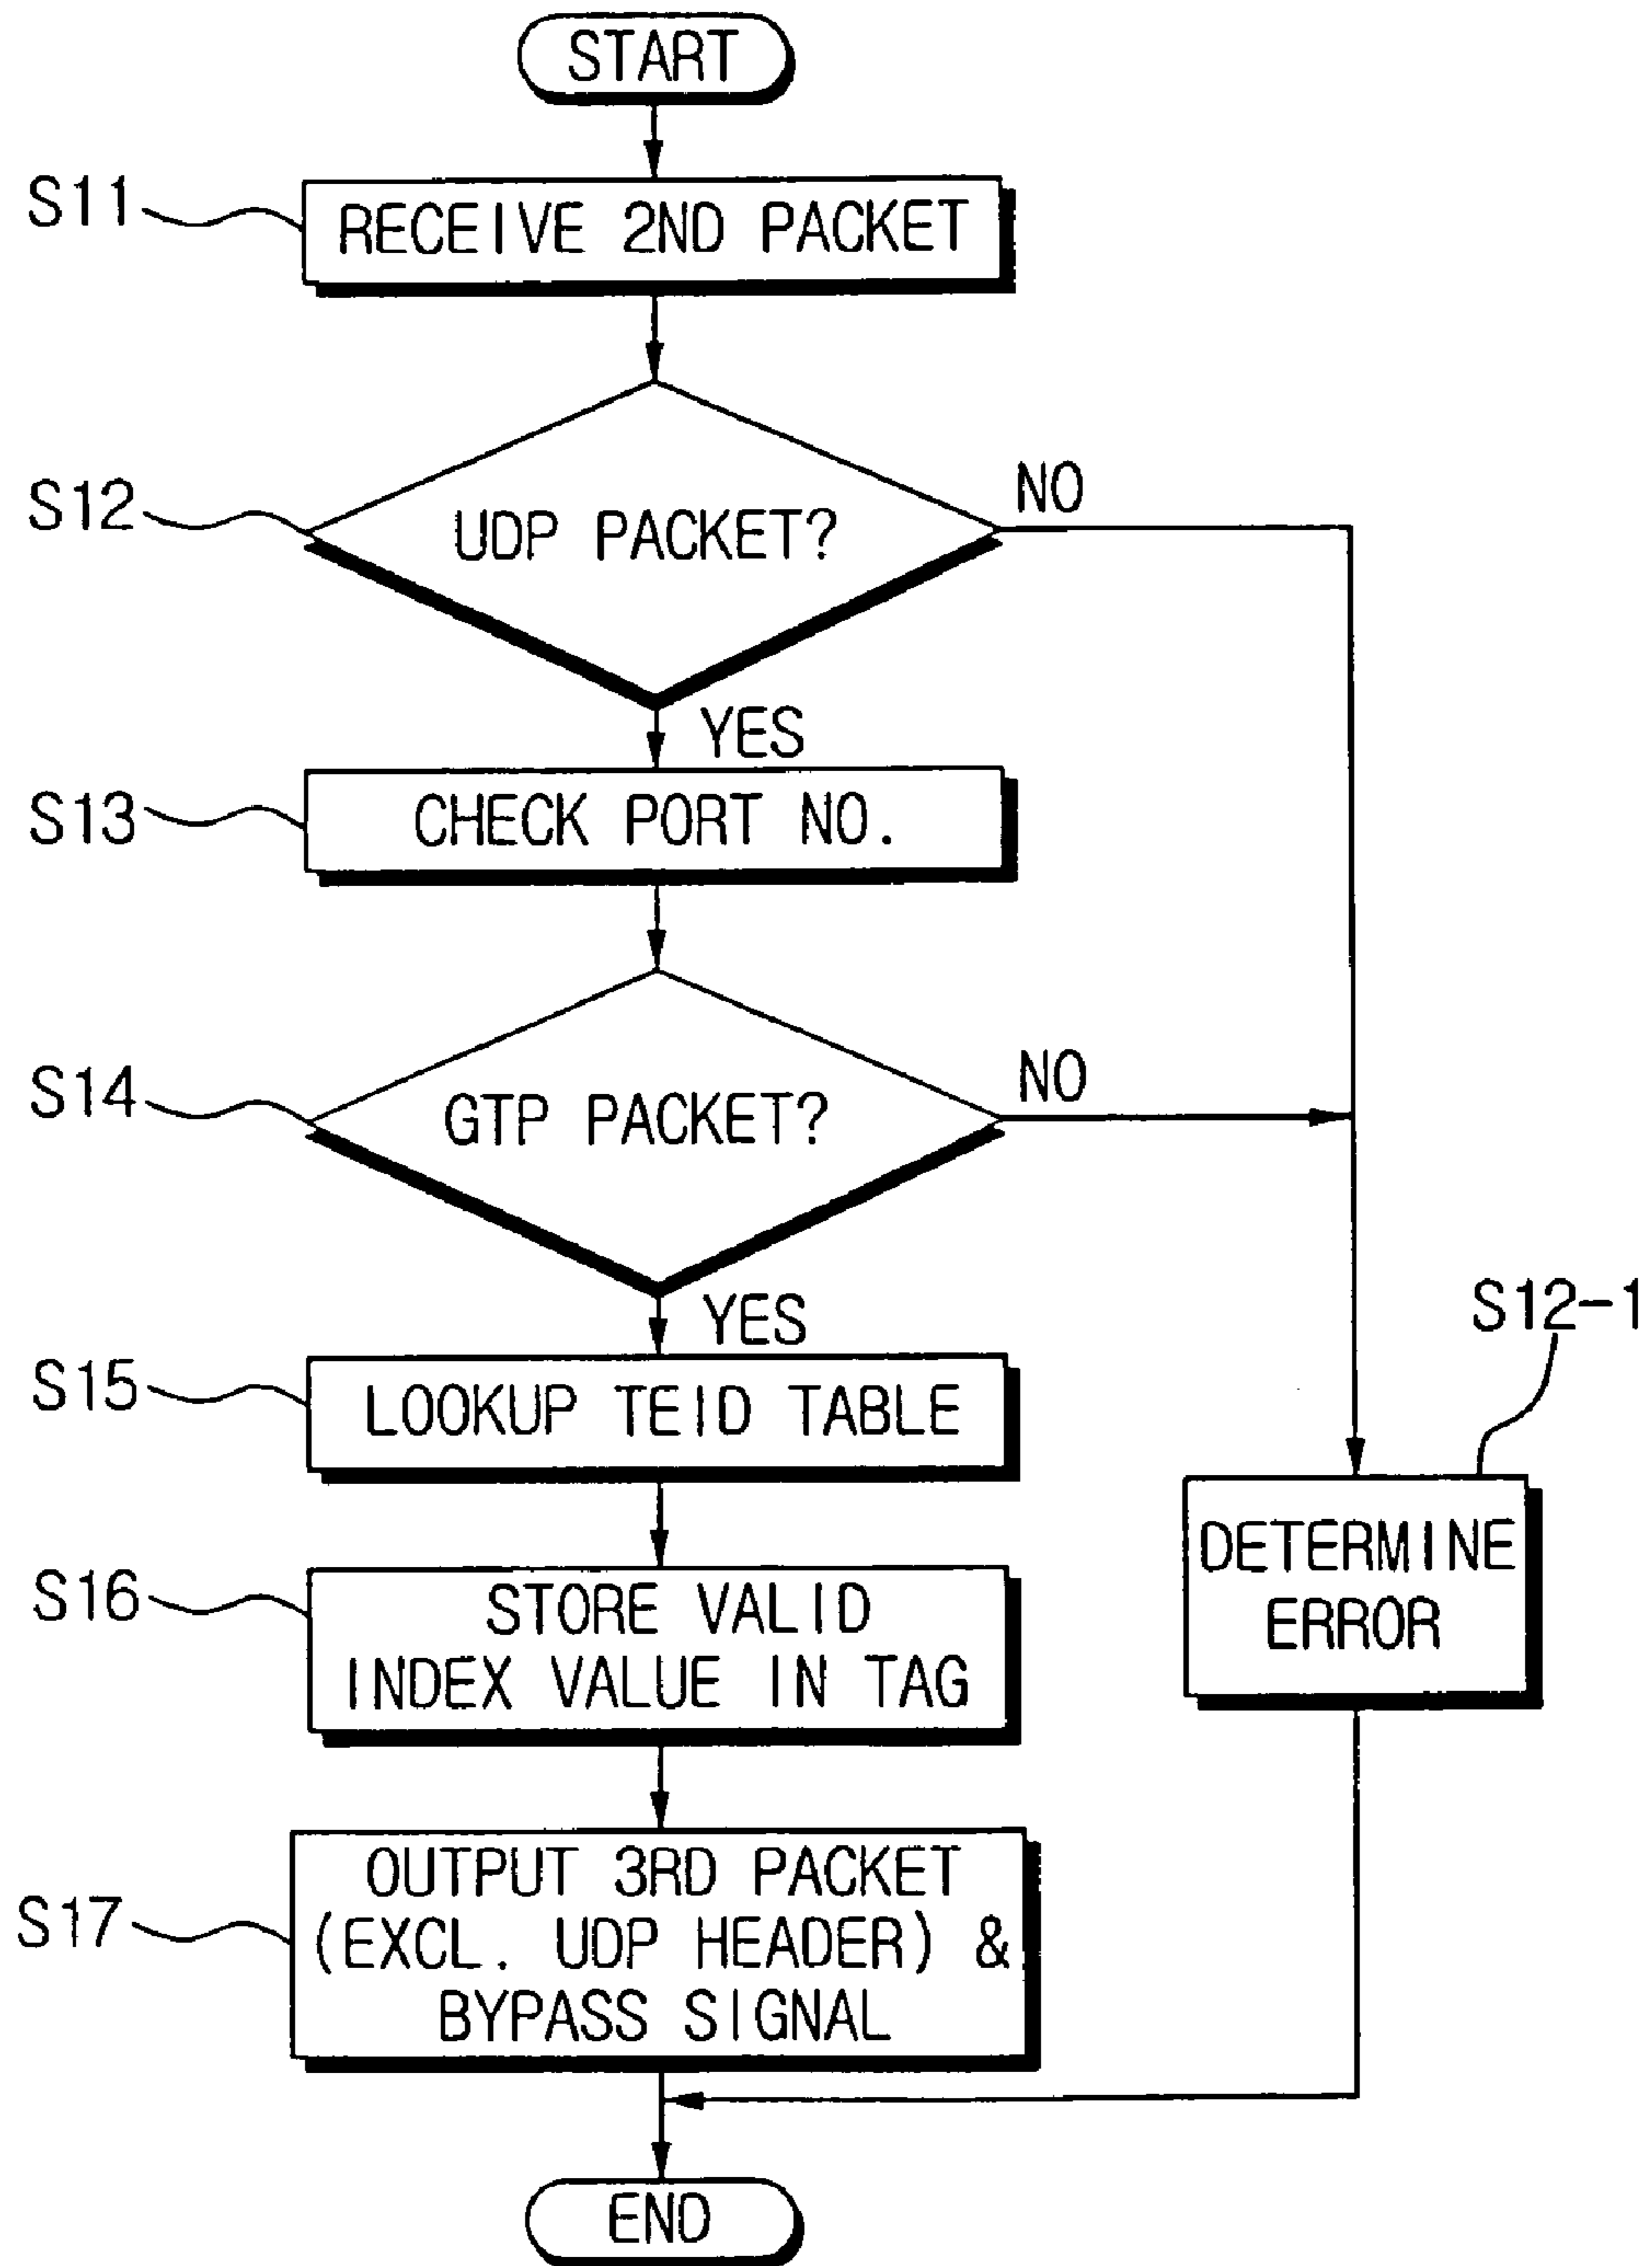 START
S11
RECEIVE 2ND PACKET
S12
UDP PACKET?
NO
YES
S13
CHECK PORT NO.
S14
GTP PACKET?
NO
YES
S12-1
S15
LOOKUP TEID TABLE
DETERMINE
ERROR
S16
STORE VALID
INDEX VALUE IN TAG
S17
OUTPUT 3RD PACKET
(EXCL. UDP HEADER) &
BYPASS SIGNAL
END